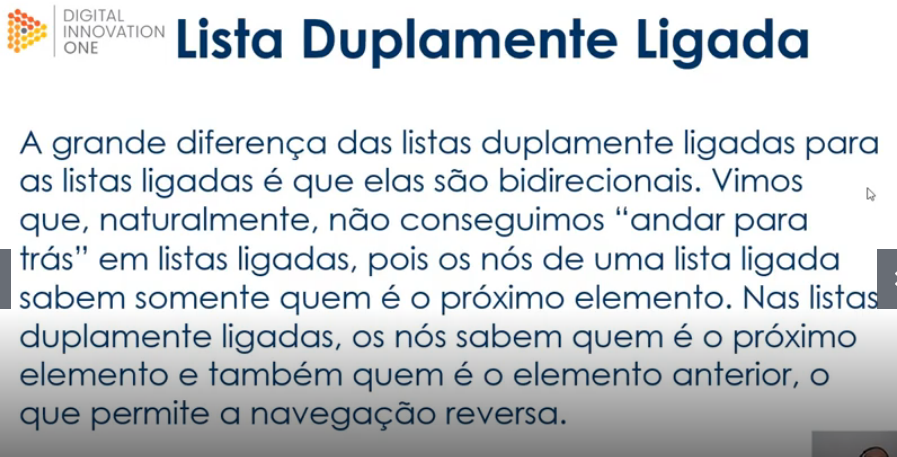 DIGITAL
INNOVATION
ONE
Lista Duplamente Ligada
A grande diferença das listas duplamente ligadas para
as listas ligadas é que elas são bidirecionais. Vimos
que, naturalmente, não conseguimos “andar para
trás” em listas ligadas, pois os nós de uma lista ligada
sabem somente quem é o próximo elemento. Nas listas
duplamente ligadas, os nós sabem quem é o próximo
elemento e também quem é o elemento anterior, o
que permite a navegação reversa.